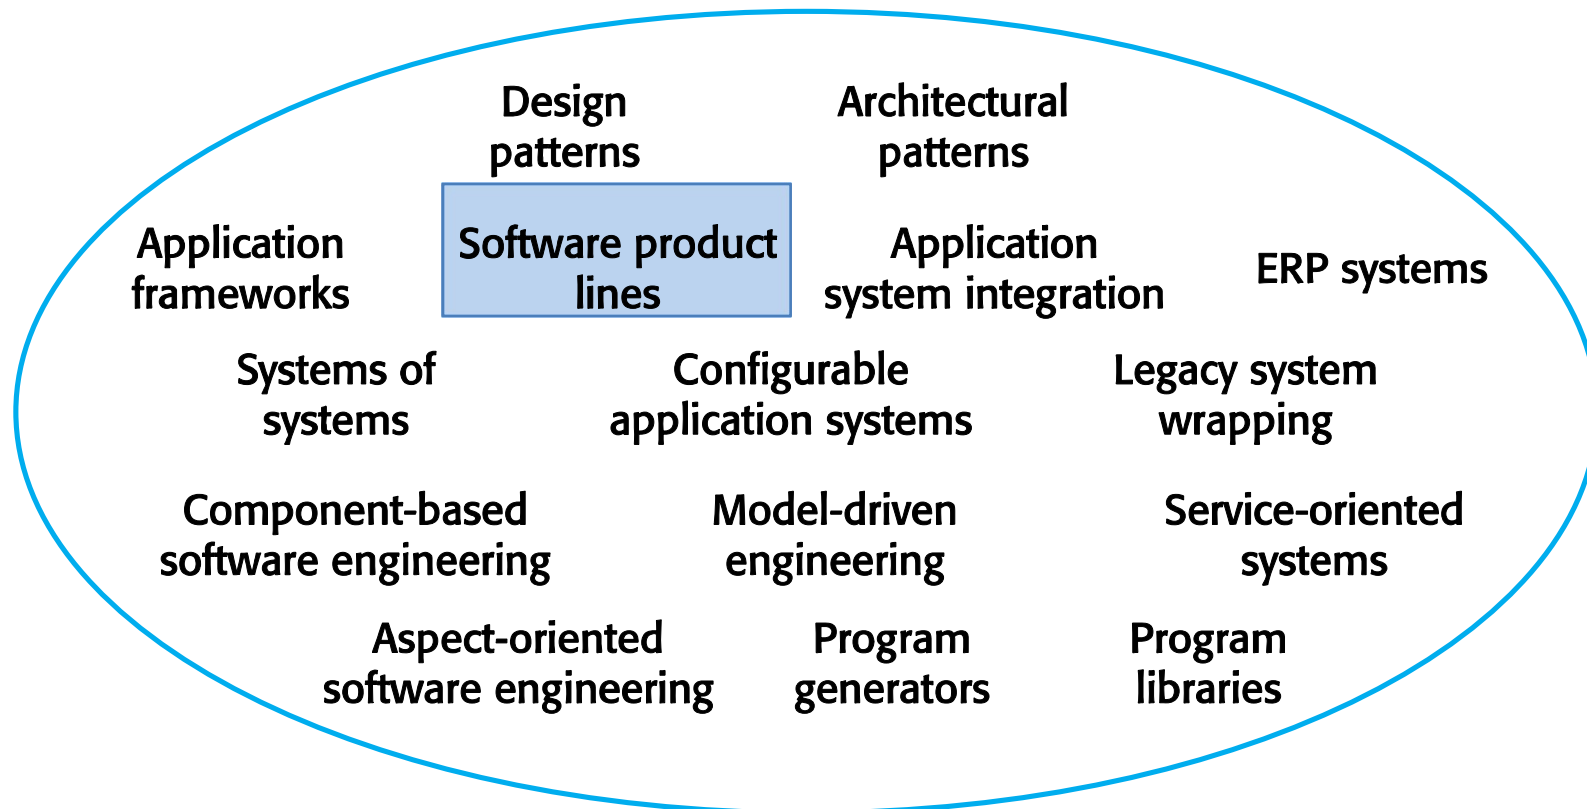 Design
patterns
Architectural
patterns
Application
frameworks
Software product
lines
Application
system integration
ERP systems
Systems of
systems
Configurable
application systems
Legacy system
wrapping
Component-based
software engineering
Model-driven
engineering
Service-oriented
systems
Aspect-oriented
software engineering
Program
generators
Program
libraries